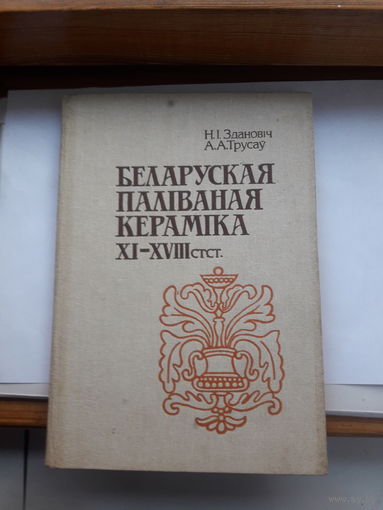 Н.І.Здановіч
А.А.Трусаў
БЕЛАРУСКАЯ
ПАЛІВАНАЯ
КЕРАМІКА
XI–XVIII стст.